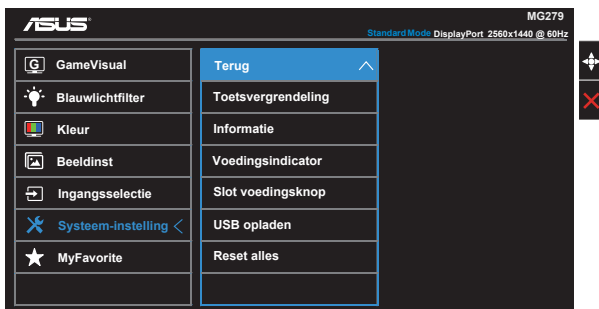 ASUS
MG279
Standard Mode DisplayPort 2560x1440 @ 60Hz
G GameVisual
Blauwlichtfilter
Kleur
Beeldinst
Ingangsselectie
Systeem-instelling
MyFavorite
Terug
Toetsvergrendeling
Informatie
Voedingsindicator
Slot voedingsknop
USB opladen
Reset alles